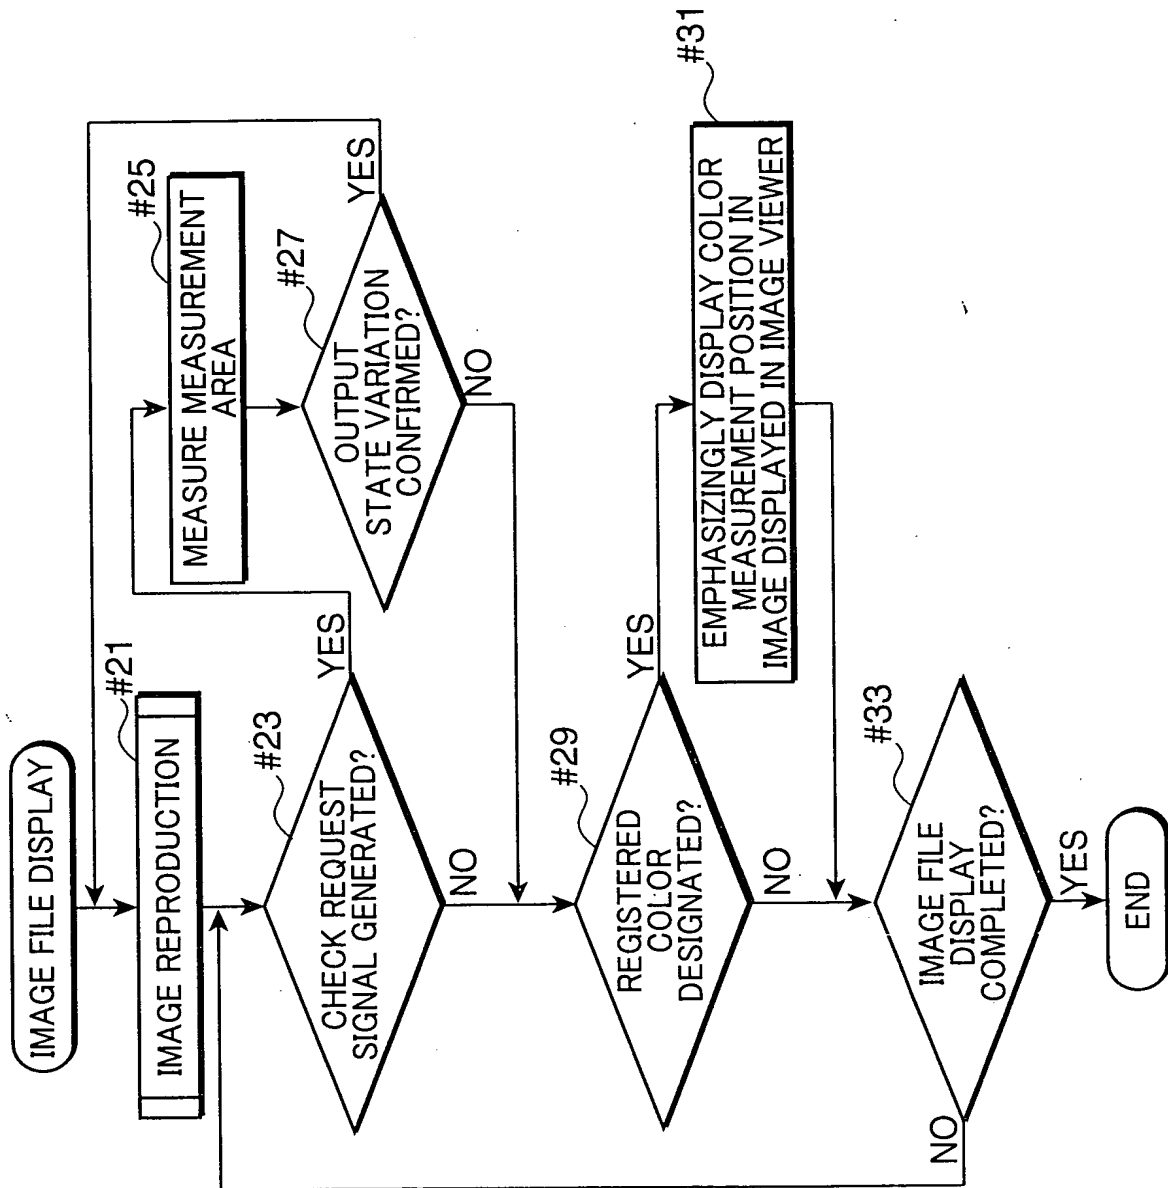 IMAGE FILE DISPLAY
#21
IMAGE REPRODUCTION
#23
CHECK REQUEST
SIGNAL GENERATED?
YES
NO
#25
MEASURE MEASUREMENT
AREA
#27
OUTPUT
STATE VARIATION
CONFIRMED?
YES
NO
#29
REGISTERED
COLOR
DESIGNATED?
YES
NO
#31
EMPHASIZINGLY DISPLAY COLOR
MEASUREMENT POSITION IN
IMAGE DISPLAYED IN IMAGE VIEWER
#33
IMAGE FILE
DISPLAY
COMPLETED?
NO
YES
END